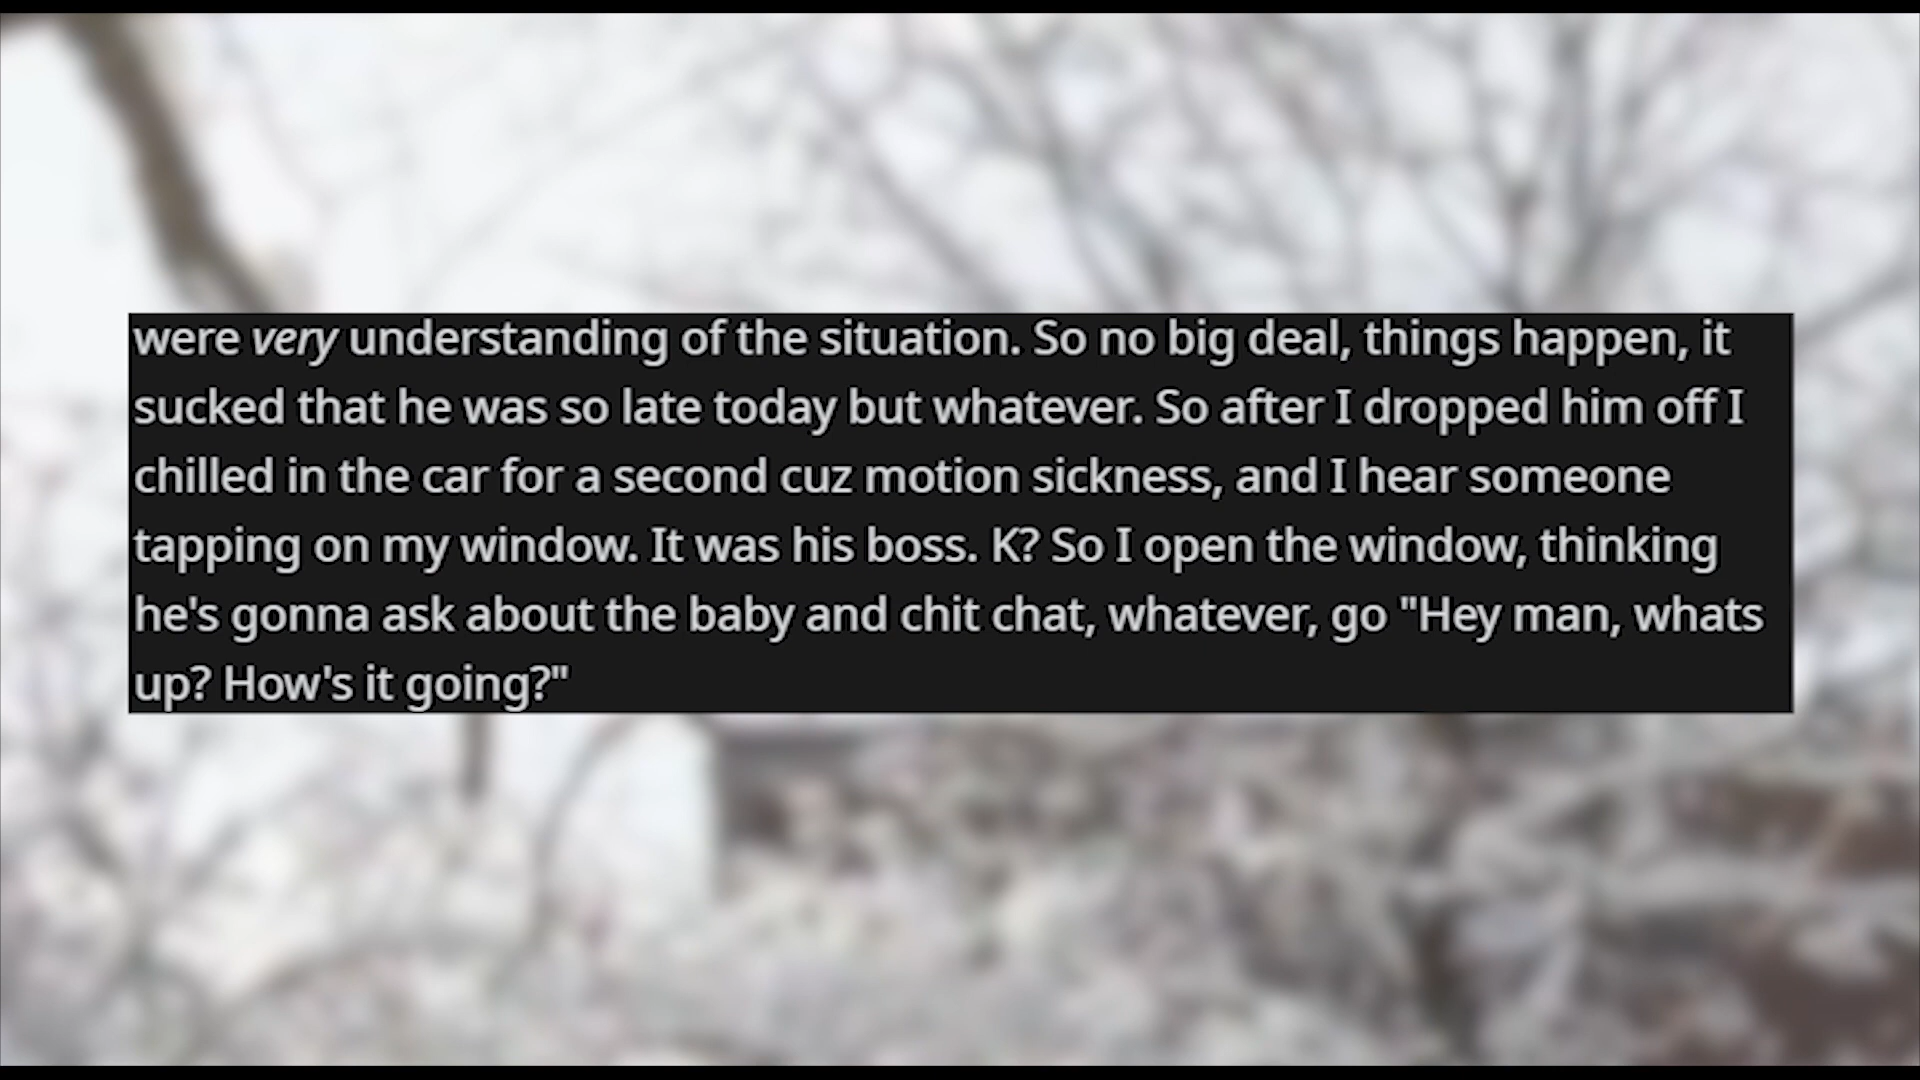 were very understanding of the situation. So no big deal, things happen, it
sucked that he was so late today but whatever. So after I dropped him off I
chilled in the car for a second cuz motion sickness, and I hear someone
tapping on my window. It was his boss. K? So I open the window, thinking
he's gonna ask about the baby and chit chat, whatever, go "Hey man, whats
up? How's it going?"